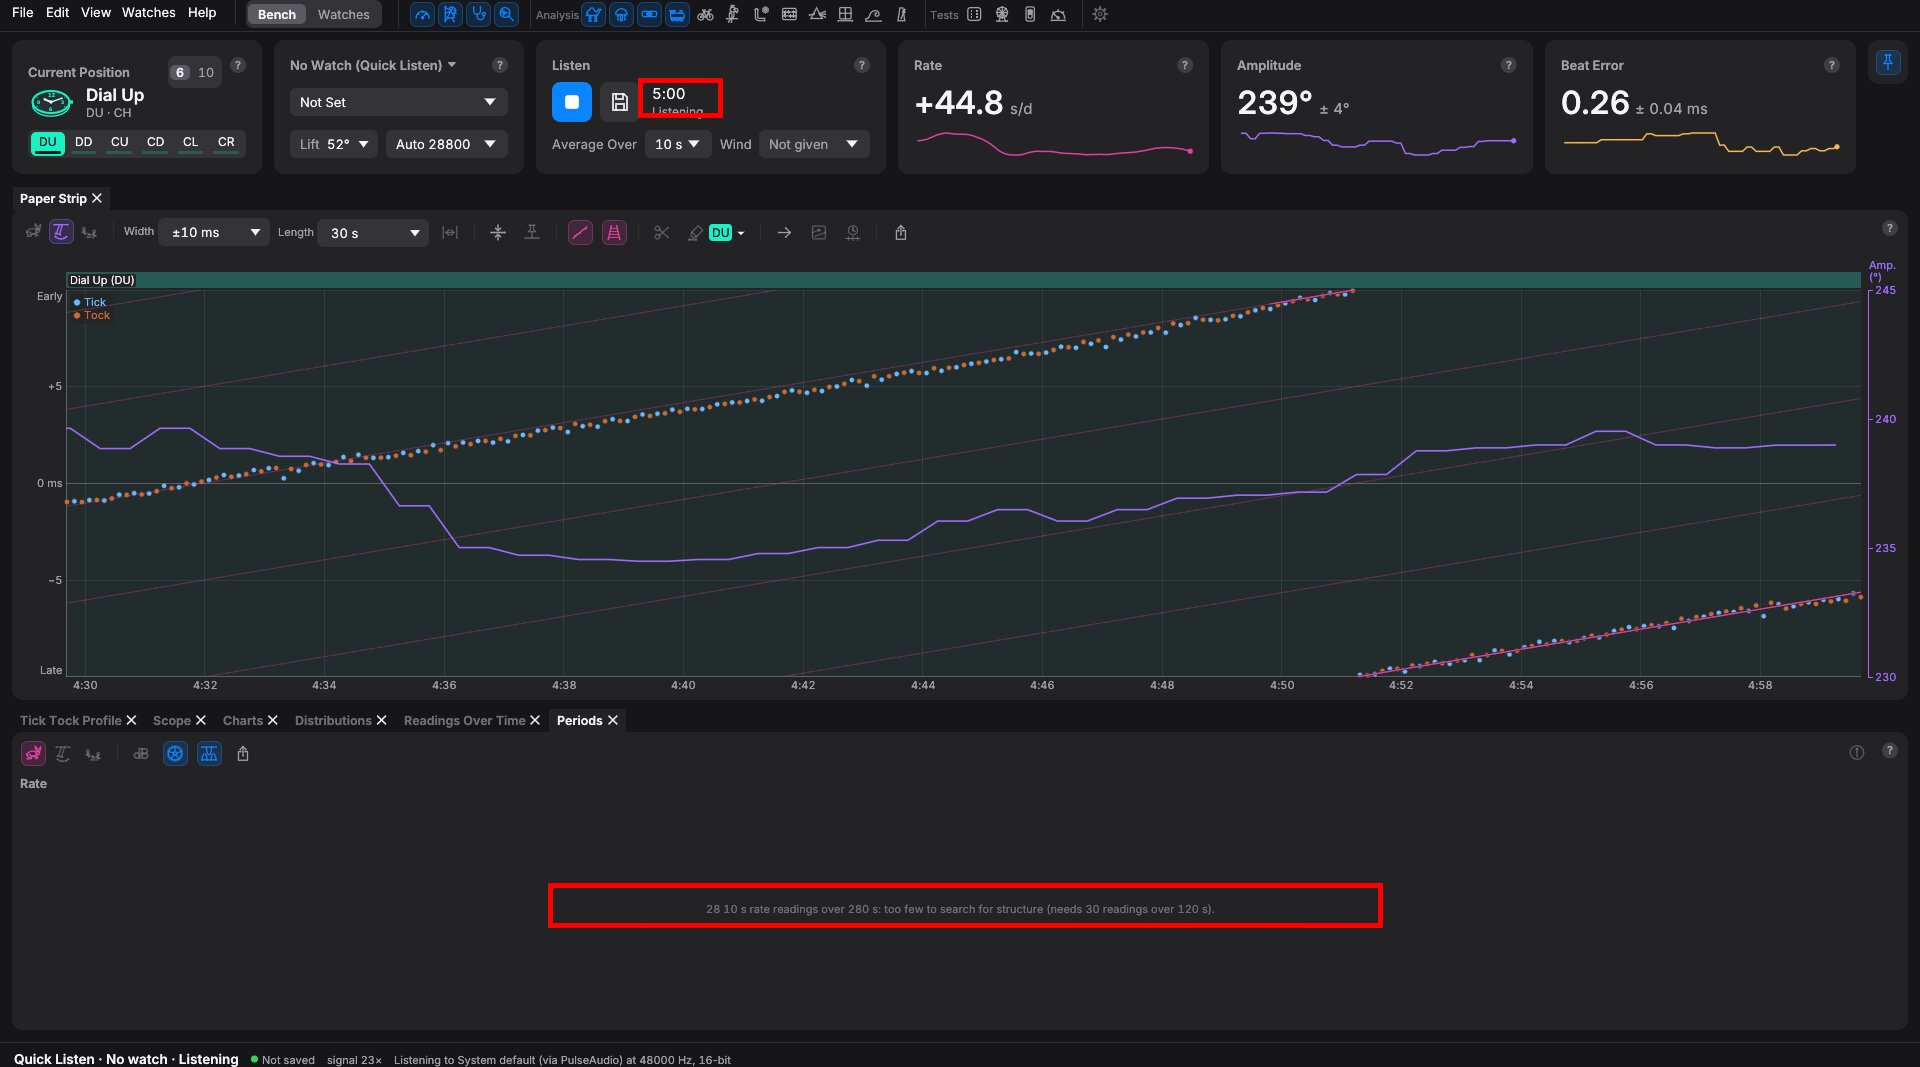 File Edit View Watches Help Bench Watches Analysis Tests
Current Position 6 10 ?
Dial Up
DU · CH
DU DD CU CD CL CR
No Watch (Quick Listen) ?
Not Set
Lift 52° Auto 28800
Listen ?
5:00
Listening
Average Over 10 s Wind Not given
Rate ?
+44.8 s/d
Amplitude ?
239° ± 4°
Beat Error ?
0.26 ± 0.04 ms
Paper Strip
Width ±10 ms Length 30 s DU ?
Dial Up (DU)
Amp.
(°)
Early
Tick
Tock
+5
0 ms
−5
Late
245
240
235
230
4:30 4:32 4:34 4:36 4:38 4:40 4:42 4:44 4:46 4:48 4:50 4:52 4:54 4:56 4:58
Tick Tock Profile Scope Charts Distributions Readings Over Time Periods
dB ?
Rate
28 10 s rate readings over 280 s: too few to search for structure (needs 30 readings over 120 s).
Quick Listen · No watch · Listening Not saved signal 23× Listening to System default (via PulseAudio) at 48000 Hz, 16-bit